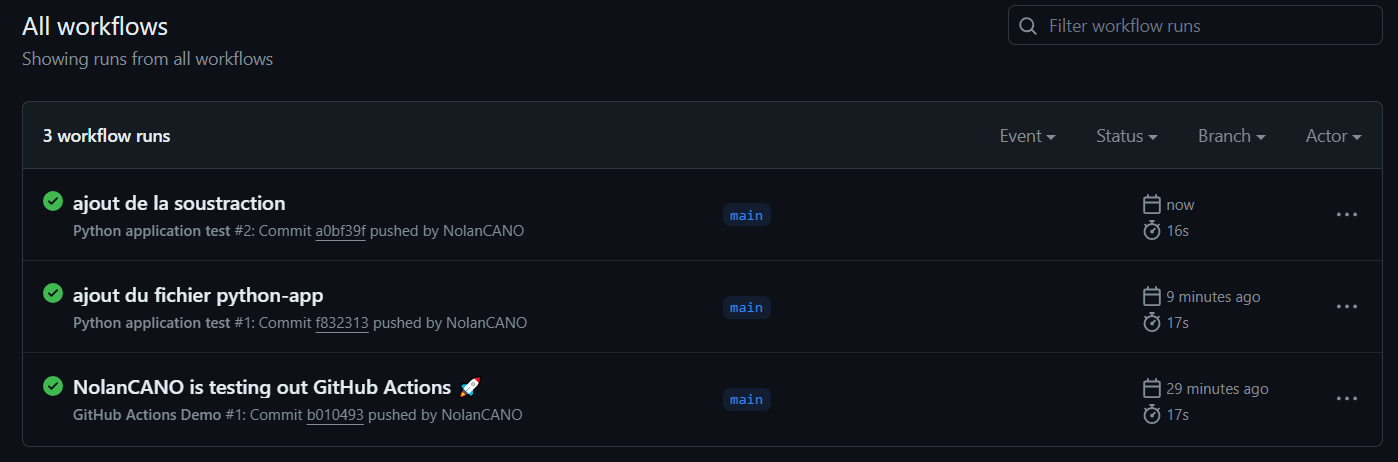 All workflows
Filter workflow runs
Showing runs from all workflows
3 workflow runs
Event
Status
Branch
Actor
ajout de la soustraction
Python application test #2: Commit a0bf39f pushed by NolanCANO
main
now
16s
ajout du fichier python-app
Python application test #1: Commit f832313 pushed by NolanCANO
main
9 minutes ago
17s
NolanCANO is testing out GitHub Actions 🚀
GitHub Actions Demo #1: Commit b010493 pushed by NolanCANO
main
29 minutes ago
17s